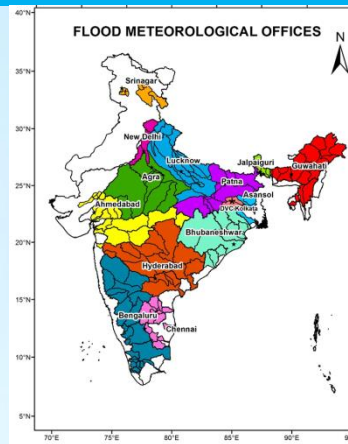 FLOOD METEOROLOGICAL OFFICES
N
40°N
35°N
30°N
25°N
20°N
15°N
10°N
5°N
Srinagar
New Delhi
Lucknow
Jalpaiguri
Guwahati
Agra
Patna
Asansol
Ahmedabad
DVC-Kolkata
Bhubaneshwar
Hyderabad
Bengaluru
Chennai
70°E
75°E
80°E
85°E
90°E